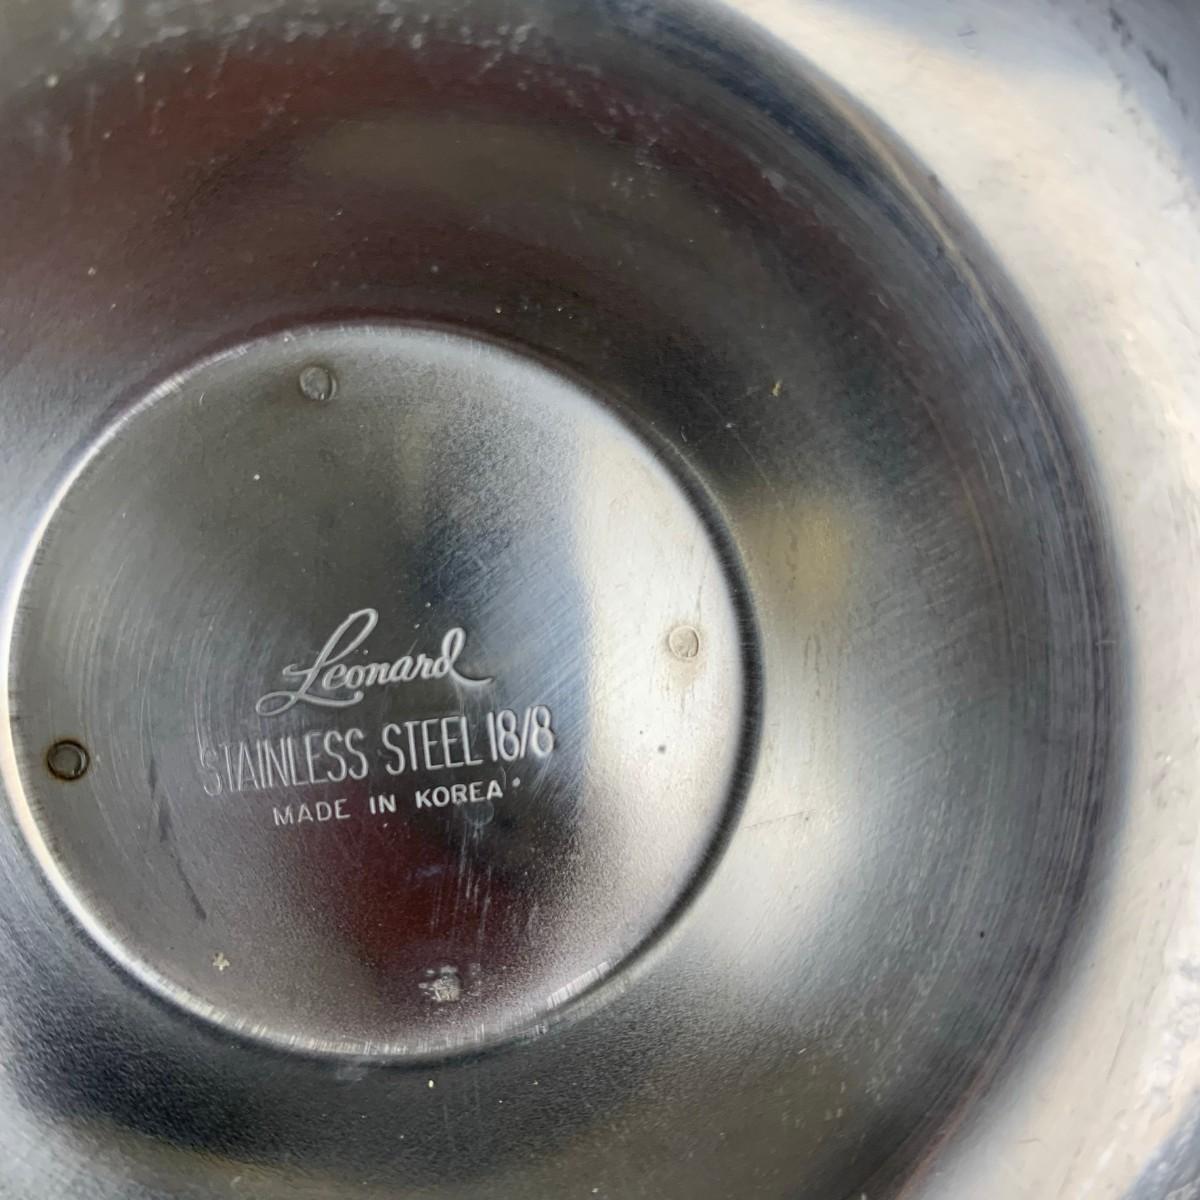 Leonard
STAINLESS STEEL 18/8
MADE IN KOREA